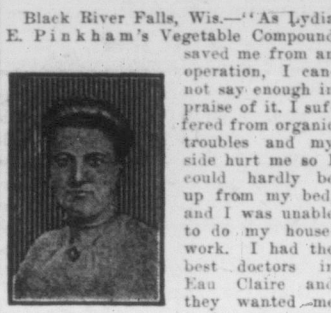 Black River Falls, Wis.—"As Lydia
E. Pinkham's Vegetable Compound
saved me from an
operation, I can
not say enough in
praise of it. I suf
fered from organic
troubles and my
side hurt me so I
could hardly be
up from my bed
and I was unable
to do my house
work. I had the
best doctors in
Eau Claire and
they wanted me